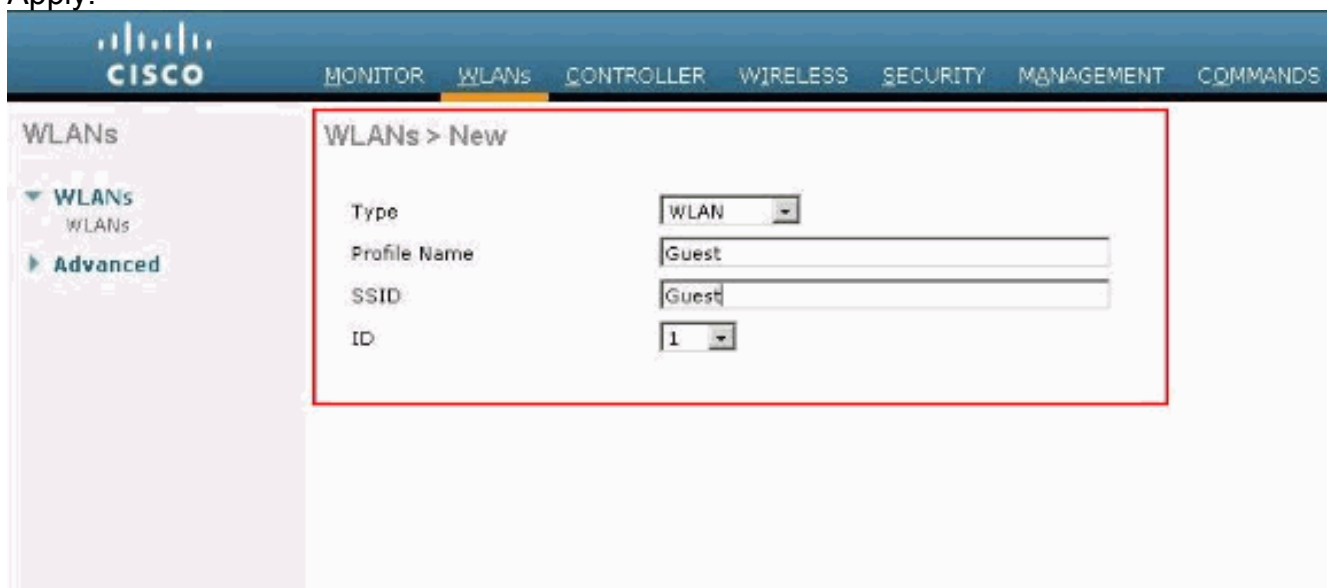 Apply.
CISCO
MONITOR WLANs CONTROLLER WIRELESS SECURITY MANAGEMENT COMMANDS
WLANs
WLANs
WLANs
Advanced
WLANs > New
Type WLAN
Profile Name Guest
SSID Guest
ID 1